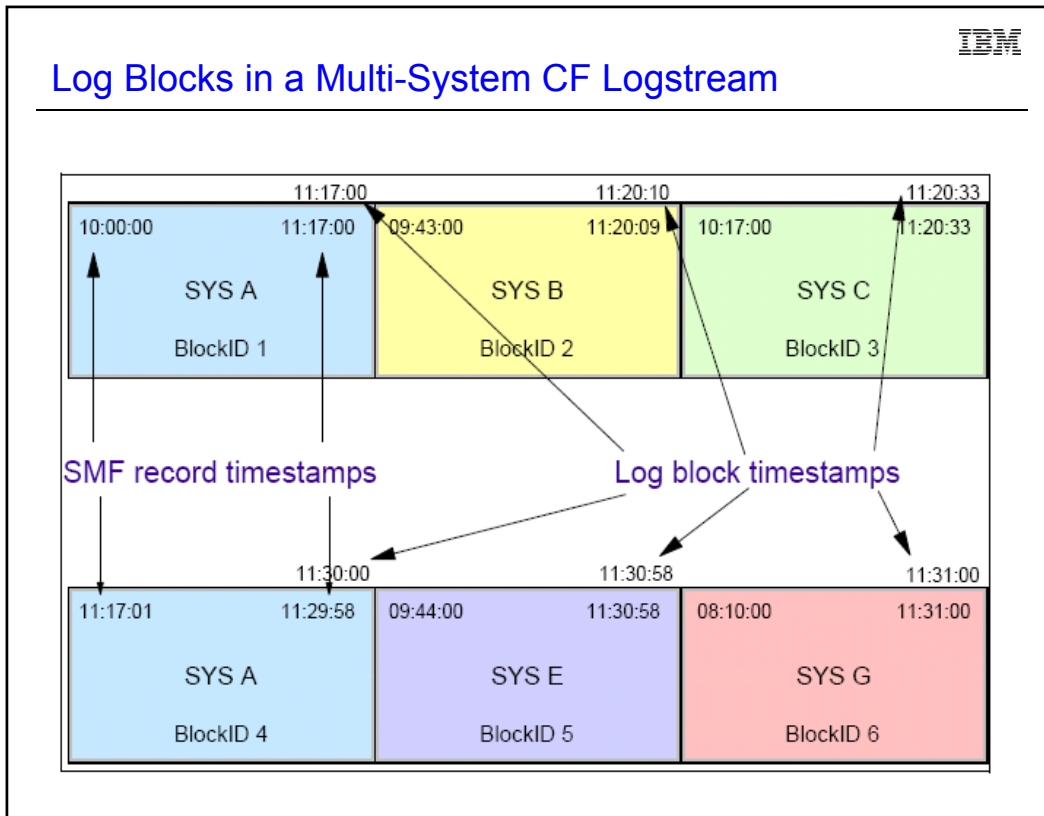 IBM
Log Blocks in a Multi-System CF Logstream
11:17:00 11:20:10 11:20:33
10:00:00 11:17:00 09:43:00 11:20:09 10:17:00 11:20:33
SYS A SYS B SYS C
BlockID 1 BlockID 2 BlockID 3
SMF record timestamps Log block timestamps
11:30:00 11:30:58 11:31:00
11:17:01 11:29:58 09:44:00 11:30:58 08:10:00 11:31:00
SYS A SYS E SYS G
BlockID 4 BlockID 5 BlockID 6